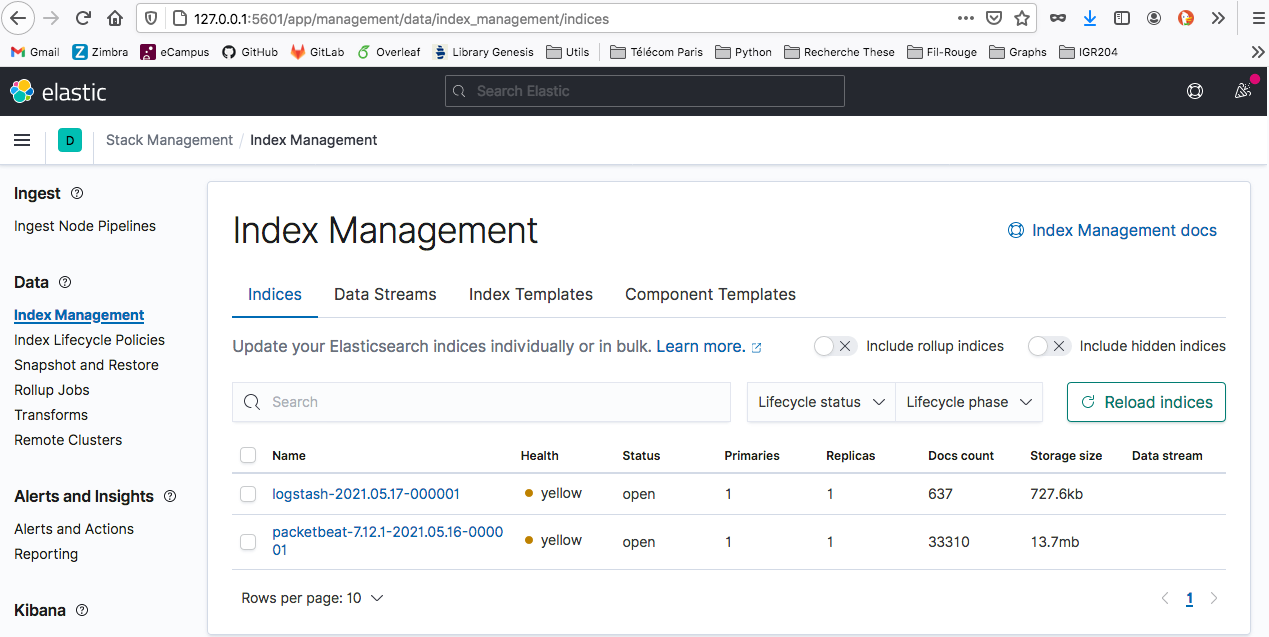 127.0.0.1:5601/app/management/data/index_management/indices
Gmail Zimbra eCampus GitHub GitLab Overleaf Library Genesis Utils Télécom Paris Python Recherche These Fil-Rouge Graphs IGR204
elastic Search Elastic
D Stack Management / Index Management
Ingest
Ingest Node Pipelines
Data
Index Management
Index Lifecycle Policies
Snapshot and Restore
Rollup Jobs
Transforms
Remote Clusters
Alerts and Insights
Alerts and Actions
Reporting
Kibana
Index Management
Index Management docs
Indices Data Streams Index Templates Component Templates
Update your Elasticsearch indices individually or in bulk. Learn more. Include rollup indices Include hidden indices
Search Lifecycle status Lifecycle phase Reload indices
Name Health Status Primaries Replicas Docs count Storage size Data stream
logstash-2021.05.17-000001 yellow open 1 1 637 727.6kb
packetbeat-7.12.1-2021.05.16-0000
01 yellow open 1 1 33310 13.7mb
Rows per page: 10 1